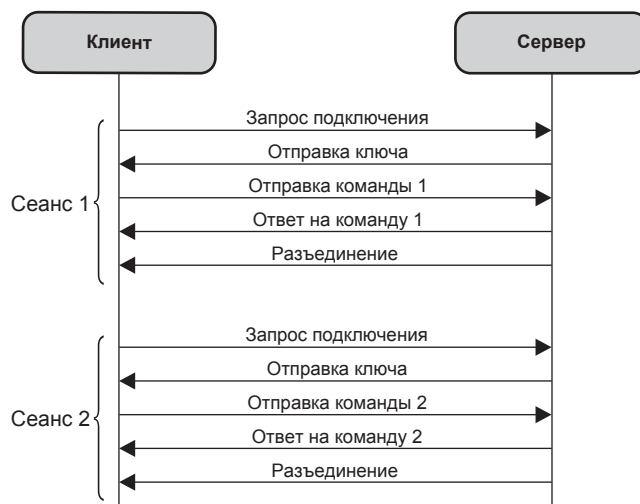 Клиент
Сервер
Запрос подключения
Отправка ключа
Отправка команды 1
Сеанс 1
Ответ на команду 1
Разъединение
Запрос подключения
Отправка ключа
Отправка команды 2
Сеанс 2
Ответ на команду 2
Разъединение